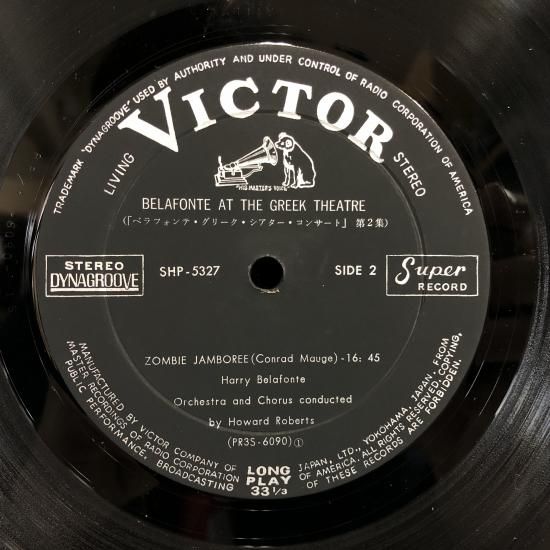 TRADEMARK "DYNAGROOVE" USED BY AUTHORITY AND UNDER CONTROL OF RADIO CORPORATION OF AMERICA
LIVING VICTOR STEREO
"HIS MASTER'S VOICE"
BELAFONTE AT THE GREEK THEATRE
(『ベラフォンテ・グリーク・シアター・コンサート』 第2集)
STEREO
DYNAGROOVE
SHP-5327
SIDE 2
Super
RECORD
ZOMBIE JAMBOREE (Conrad Mauge) -16: 45
Harry Belafonte
Orchestra and Chorus conducted
by Howard Roberts
(PR3S-6090) ①
MANUFACTURED BY VICTOR COMPANY OF JAPAN, LTD., YOKOHAMA, JAPAN, FROM
MASTER RECORDINGS OF RADIO CORPORATION OF AMERICA. RE-SALES COPYING,
PUBLIC PERFORMANCE, BROADCASTING OF THESE RECORDS ARE FORBIDDEN.
LONG
PLAY
33 1/3